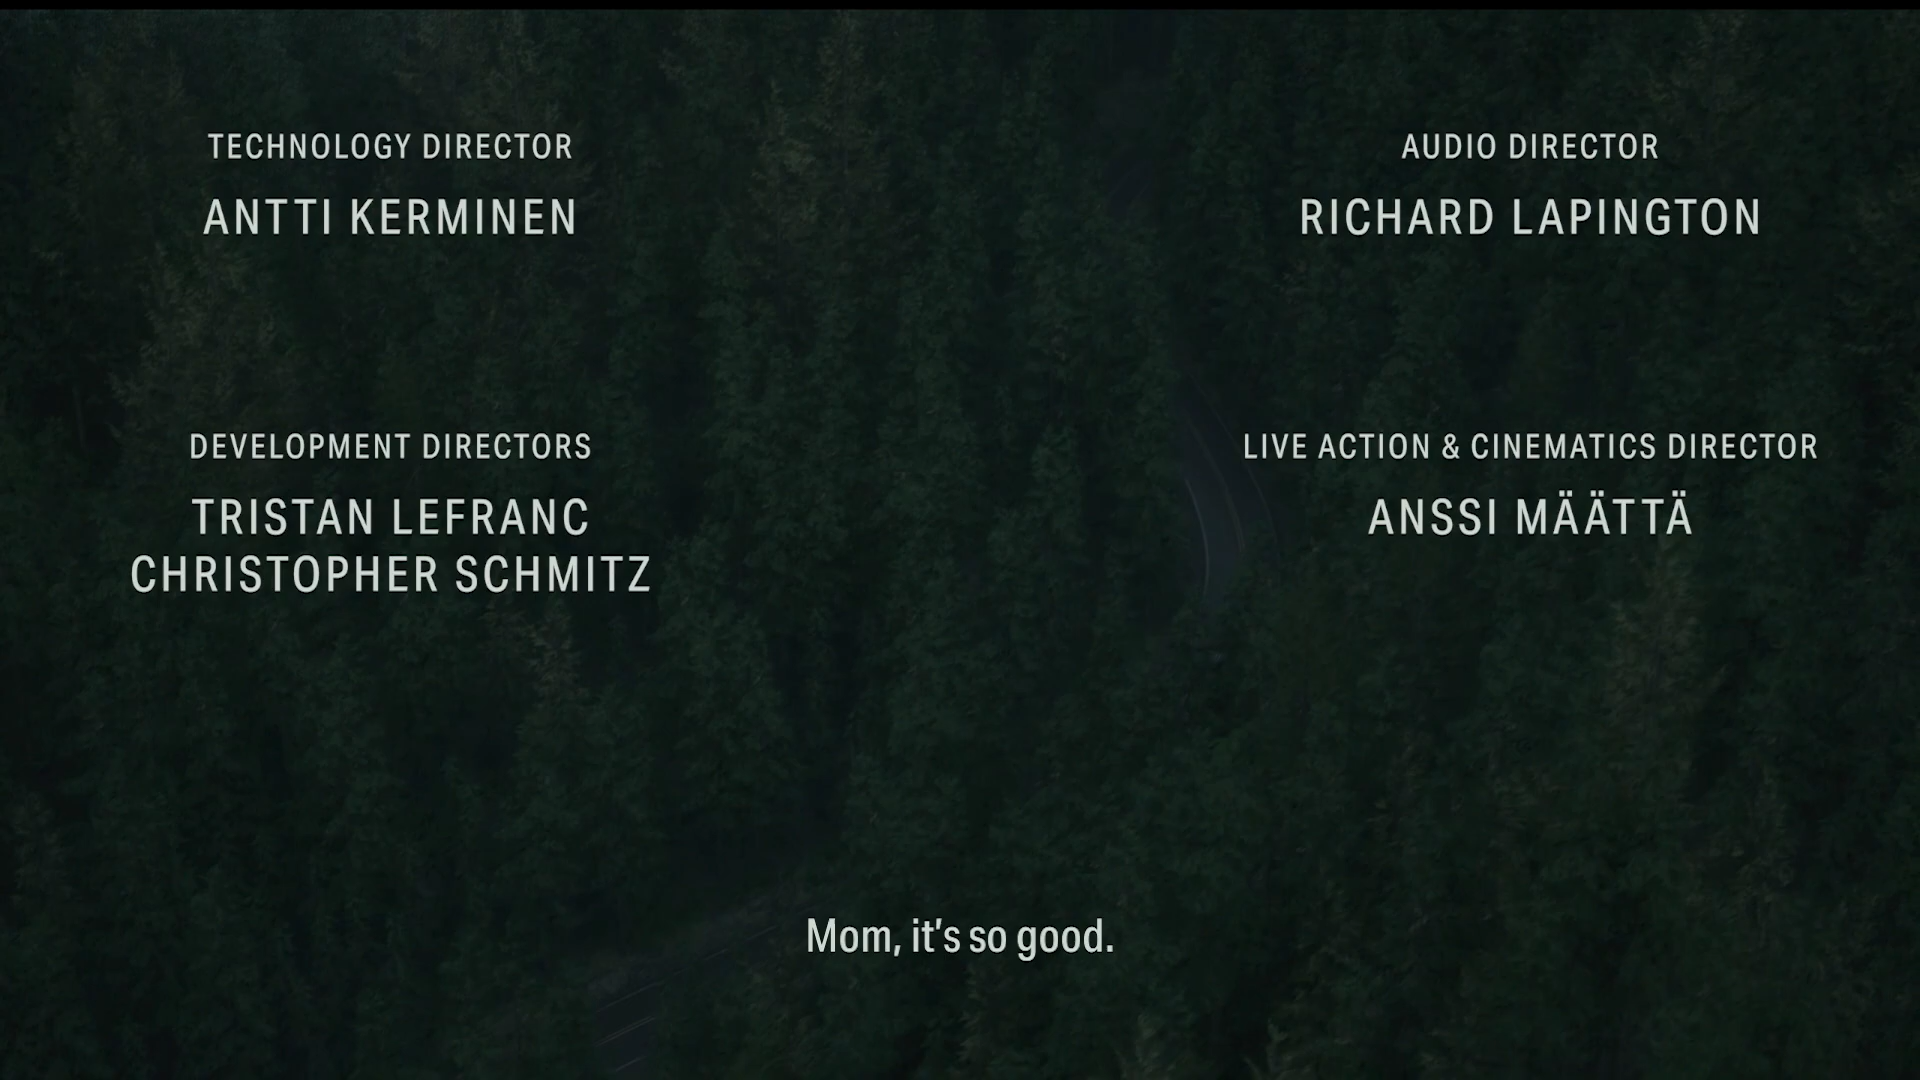 TECHNOLOGY DIRECTOR
ANTTI KERMINEN
AUDIO DIRECTOR
RICHARD LAPINGTON
DEVELOPMENT DIRECTORS
TRISTAN LEFRANC
CHRISTOPHER SCHMITZ
LIVE ACTION & CINEMATICS DIRECTOR
ANSSI MÄÄTTÄ
Mom, it's so good.